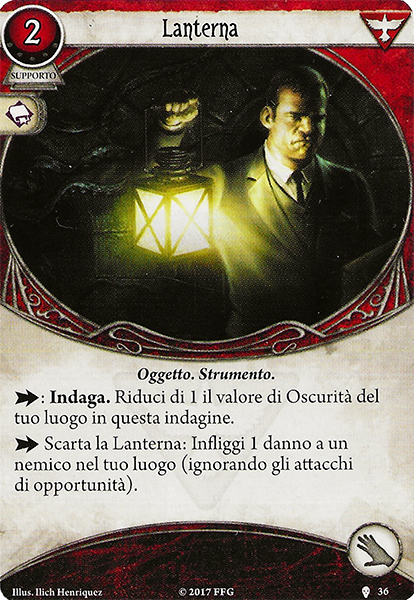 2
Lanterna
SUPPORTO
Oggetto. Strumento.
: Indaga. Riduci di 1 il valore di Oscurità del
tuo luogo in questa indagine.
Scarta la Lanterna: Infliggi 1 danno a un
nemico nel tuo luogo (ignorando gli attacchi
di opportunità).
Illus. Ilich Henriquez
© 2017 FFG
36